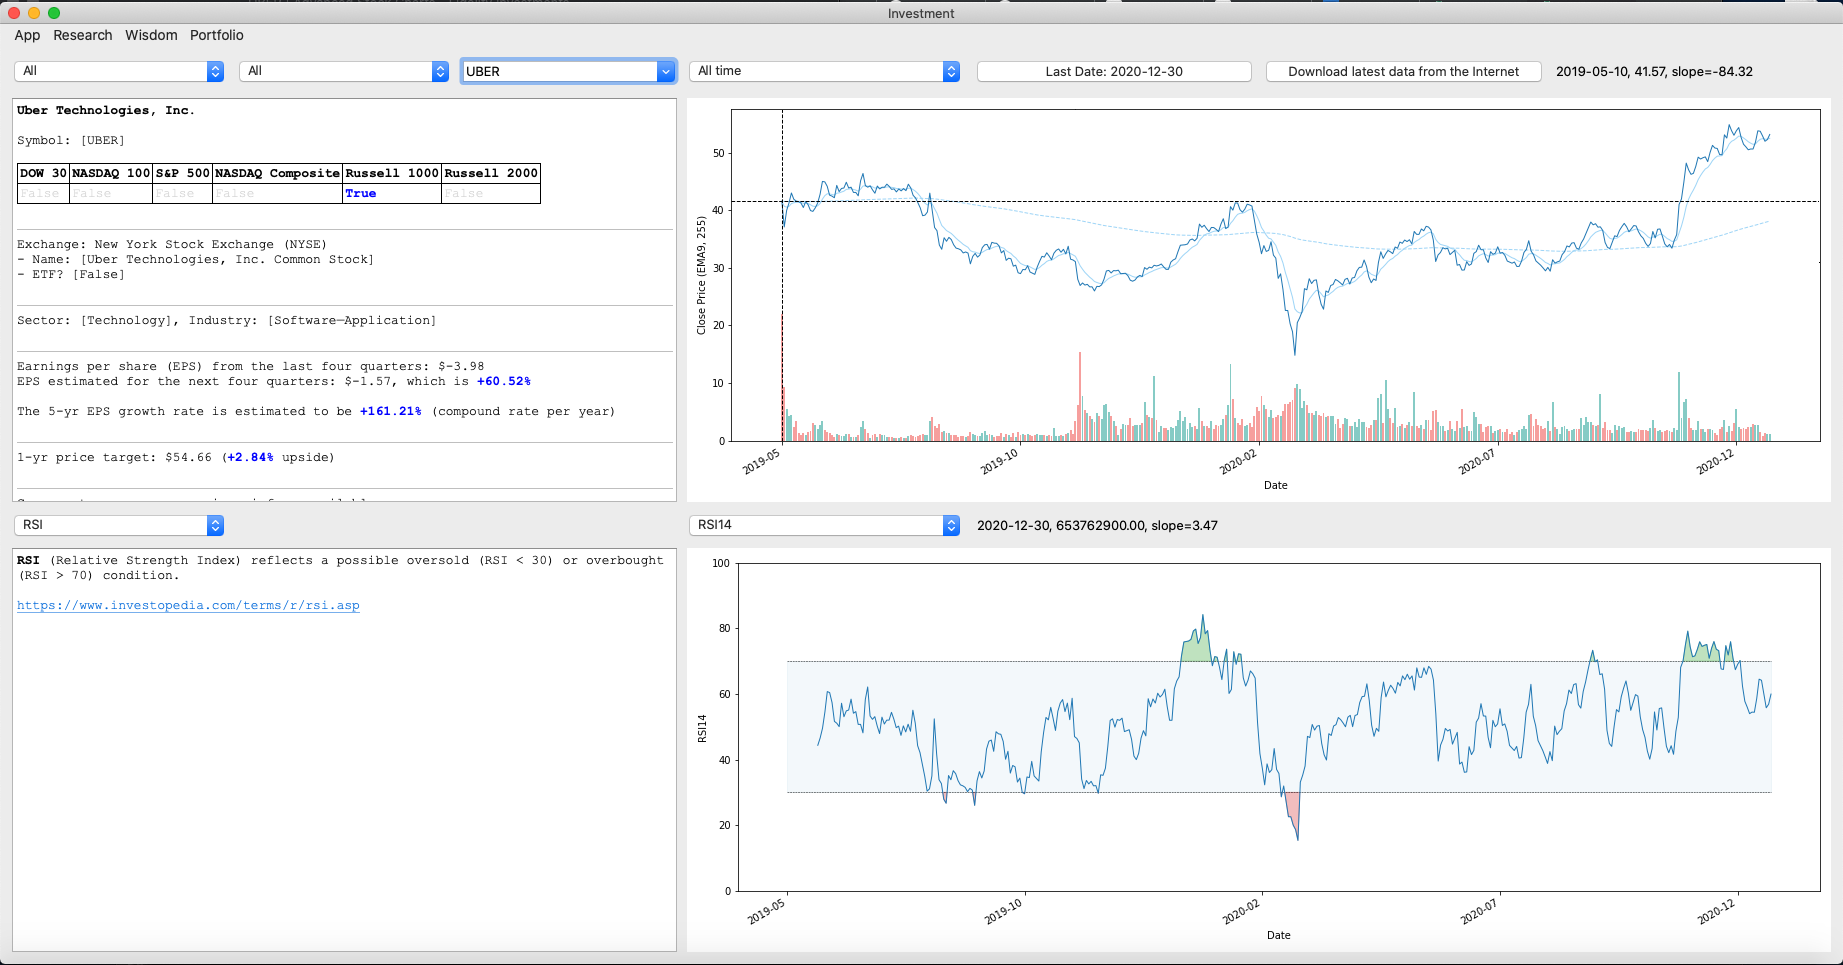 Investment
App Research Wisdom Portfolio
All All UBER All time Last Date: 2020-12-30 Download latest data from the Internet 2019-05-10, 41.57, slope=-84.32
Uber Technologies, Inc.
Symbol: [UBER]
DOW 30 NASDAQ 100 S&P 500 NASDAQ Composite Russell 1000 Russell 2000
False False False False True False
Exchange: New York Stock Exchange (NYSE)
- Name: [Uber Technologies, Inc. Common Stock]
- ETF? [False]
Sector: [Technology], Industry: [Software—Application]
Earnings per share (EPS) from the last four quarters: $-3.98
EPS estimated for the next four quarters: $-1.57, which is +60.52%
The 5-yr EPS growth rate is estimated to be +161.21% (compound rate per year)
1-yr price target: $54.66 (+2.84% upside)
Close Price (EMA9, 255)
50
40
30
20
10
0
2019-05 2019-10 2020-02 2020-07 2020-12
Date
RSI RSI14 2020-12-30, 653762900.00, slope=3.47
RSI (Relative Strength Index) reflects a possible oversold (RSI < 30) or overbought
(RSI > 70) condition.
https://www.investopedia.com/terms/r/rsi.asp
RSI14
100
80
60
40
20
0
2019-05 2019-10 2020-02 2020-07 2020-12
Date